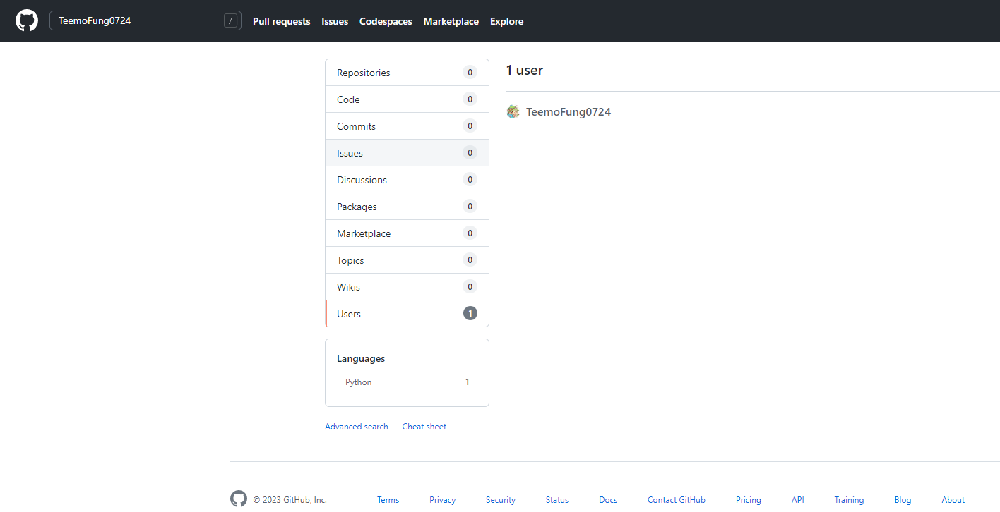 TeemoFung0724 / Pull requests Issues Codespaces Marketplace Explore
Repositories 0
Code 0
Commits 0
Issues 0
Discussions 0
Packages 0
Marketplace 0
Topics 0
Wikis 0
Users 1
Languages
Python 1
Advanced search Cheat sheet
1 user
TeemoFung0724
© 2023 GitHub, Inc. Terms Privacy Security Status Docs Contact GitHub Pricing API Training Blog About